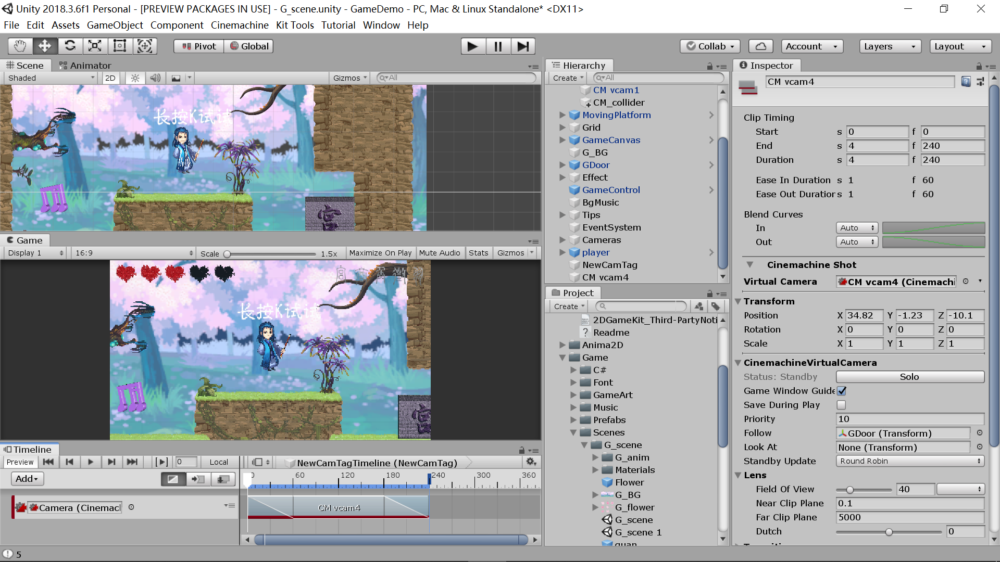 Unity 2018.3.6f1 Personal - [PREVIEW PACKAGES IN USE] - G_scene.unity - GameDemo - PC, Mac & Linux Standalone* <DX11>
File Edit Assets GameObject Component Cinemachine Kit Tools Tutorial Window Help
Pivot Global Collab Account Layers Layout
Scene Animator
Shaded 2D Gizmos All
长按K试试
宫
Game
Display 1 16:9 Scale 1.5x Maximize On Play Mute Audio Stats Gizmos
长按K试试
宫
Timeline
Preview 0 Local NewCamTagTimeline (NewCamTag)
Add 0 60 120 180 240 300 360
Camera (Cinemacl CM vcam4
5
Hierarchy
Create All
CM vcam1
CM_collider
MovingPlatform
Grid
GameCanvas
G_BG
GDoor
Effect
GameControl
BgMusic
Tips
EventSystem
Cameras
player
NewCamTag
CM vcam4
Project
Create
2DGameKit_Third-PartyNoti
Readme
Anima2D
Game
C#
Font
GameArt
Music
Prefabs
Scenes
G_scene
G_anim
Materials
Flower
G_BG
G_flower
G_scene
G_scene 1
quan
Inspector
CM vcam4
Clip Timing
Start s 0 f 0
End s 4 f 240
Duration s 4 f 240
Ease In Duration s 1 f 60
Ease Out Duration s 1 f 60
Blend Curves
In Auto
Out Auto
Cinemachine Shot
Virtual Camera CM vcam4 (Cinemachi
Transform
Position X 34.82 Y -1.23 Z -10.1
Rotation X 0 Y 0 Z 0
Scale X 1 Y 1 Z 1
CinemachineVirtualCamera
Status: Standby Solo
Game Window Guide
Save During Play
Priority 10
Follow GDoor (Transform)
Look At None (Transform)
Standby Update Round Robin
Lens
Field Of View 40
Near Clip Plane 0.1
Far Clip Plane 5000
Dutch 0